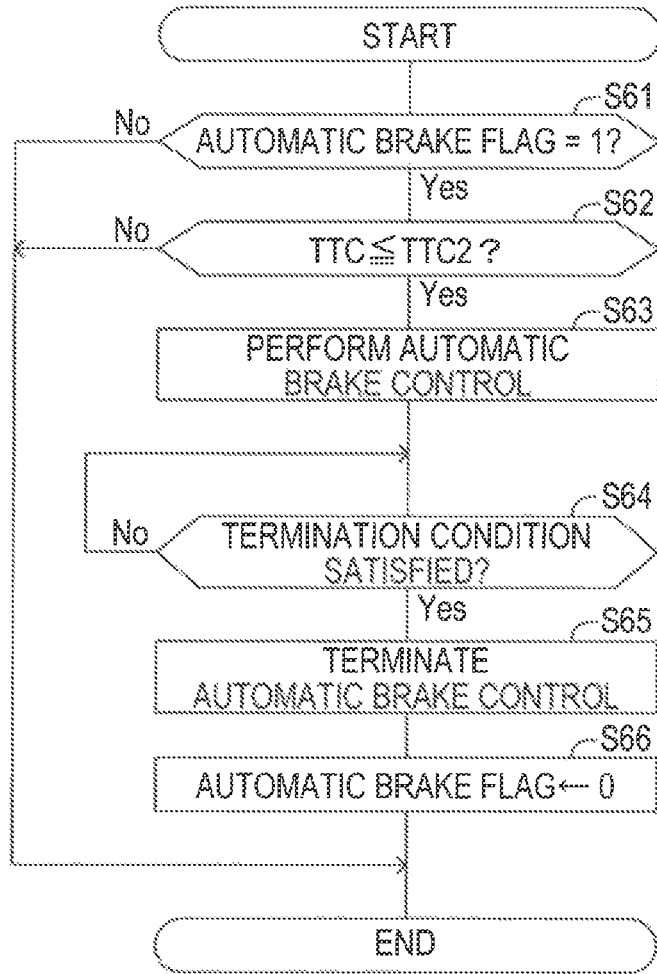 START
S61
No
AUTOMATIC BRAKE FLAG = 1?
Yes
S62
No
TTC≦TTC2?
Yes
S63
PERFORM AUTOMATIC
BRAKE CONTROL
S64
No
TERMINATION CONDITION
SATISFIED?
Yes
S65
TERMINATE
AUTOMATIC BRAKE CONTROL
S66
AUTOMATIC BRAKE FLAG← 0
END